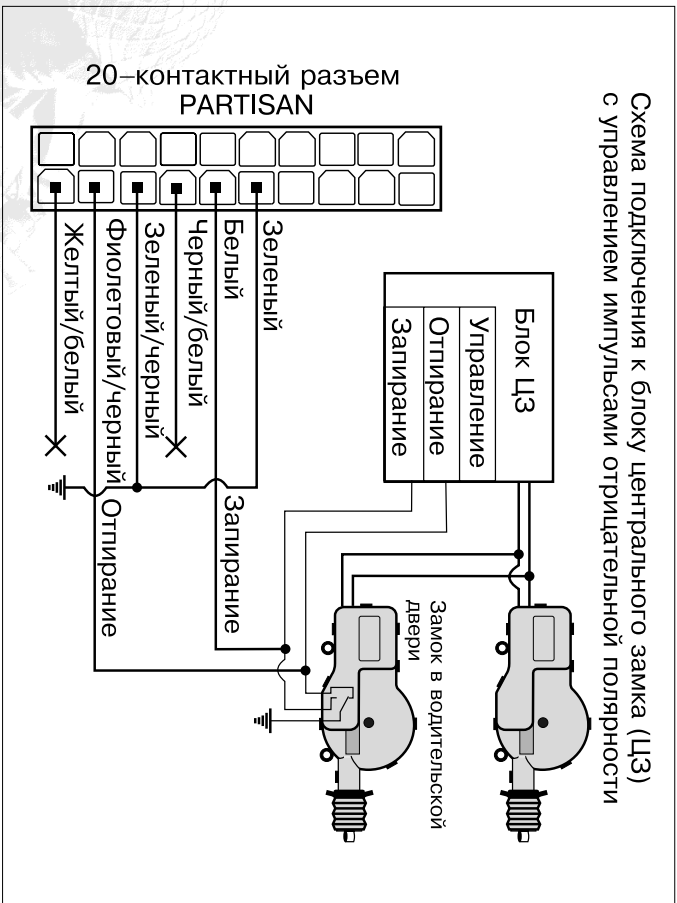 Схема подключения к блоку центрального замка (ЦЗ)
с управлением импульсами отрицательной полярности
20–контактный разъем
PARTISAN
Блок ЦЗ
Управление
Отпирание
Запирание
Замок в водительской
двери
Зеленый
Белый
Запирание
Черный/белый
Зеленый/черный
Фиолетовый/черный
Отпирание
Желтый/белый